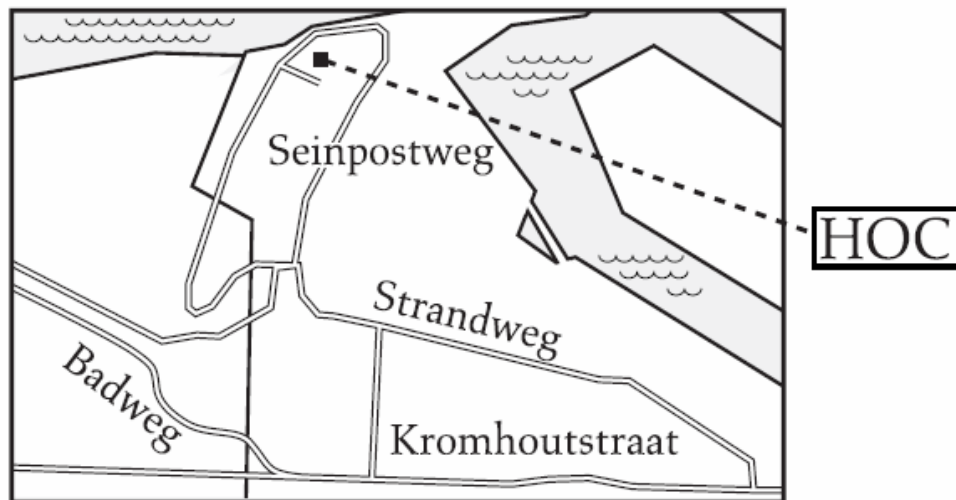 Seinpostweg
HOC
Strandweg
Badweg
Kromhoutstraat